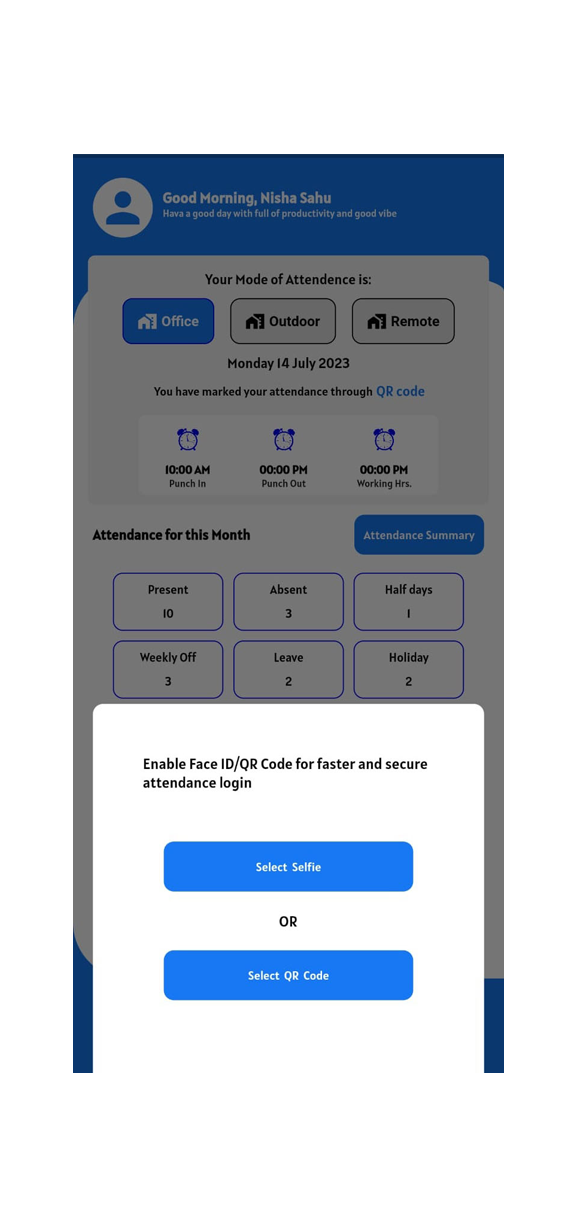 Good Morning, Nisha Sahu
Hava a good day with full of productivity and good vibe
Your Mode of Attendence is:
Office Outdoor Remote
Monday 14 July 2023
You have marked your attendance through QR code
10:00 AM 00:00 PM 00:00 PM
Punch In Punch Out Working Hrs.
Attendance for this Month Attendance Summary
Present Absent Half days
10 3 1
Weekly Off Leave Holiday
3 2 2
Enable Face ID/QR Code for faster and secure
attendance login
Select Selfie
OR
Select QR Code